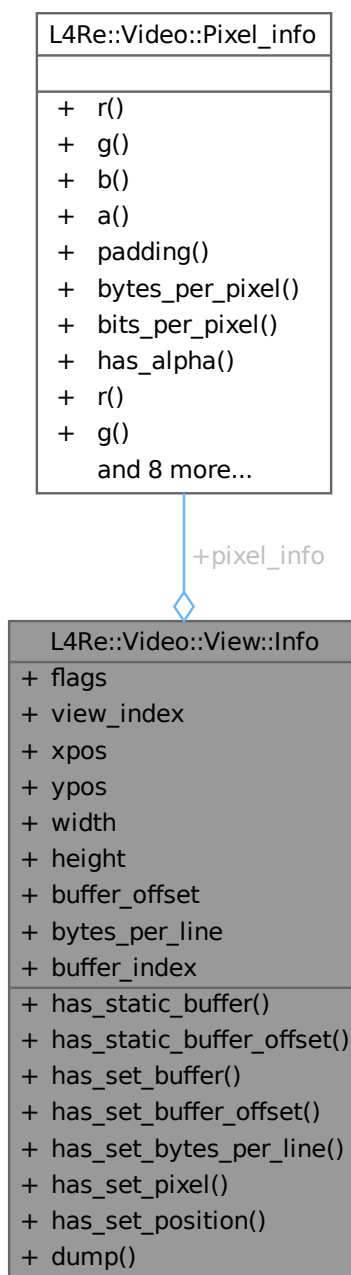 L4Re::Video::Pixel_info
+ r()
+ g()
+ b()
+ a()
+ padding()
+ bytes_per_pixel()
+ bits_per_pixel()
+ has_alpha()
+ r()
+ g()
and 8 more...
+pixel_info
L4Re::Video::View::Info
+ flags
+ view_index
+ xpos
+ ypos
+ width
+ height
+ buffer_offset
+ bytes_per_line
+ buffer_index
+ has_static_buffer()
+ has_static_buffer_offset()
+ has_set_buffer()
+ has_set_buffer_offset()
+ has_set_bytes_per_line()
+ has_set_pixel()
+ has_set_position()
+ dump()